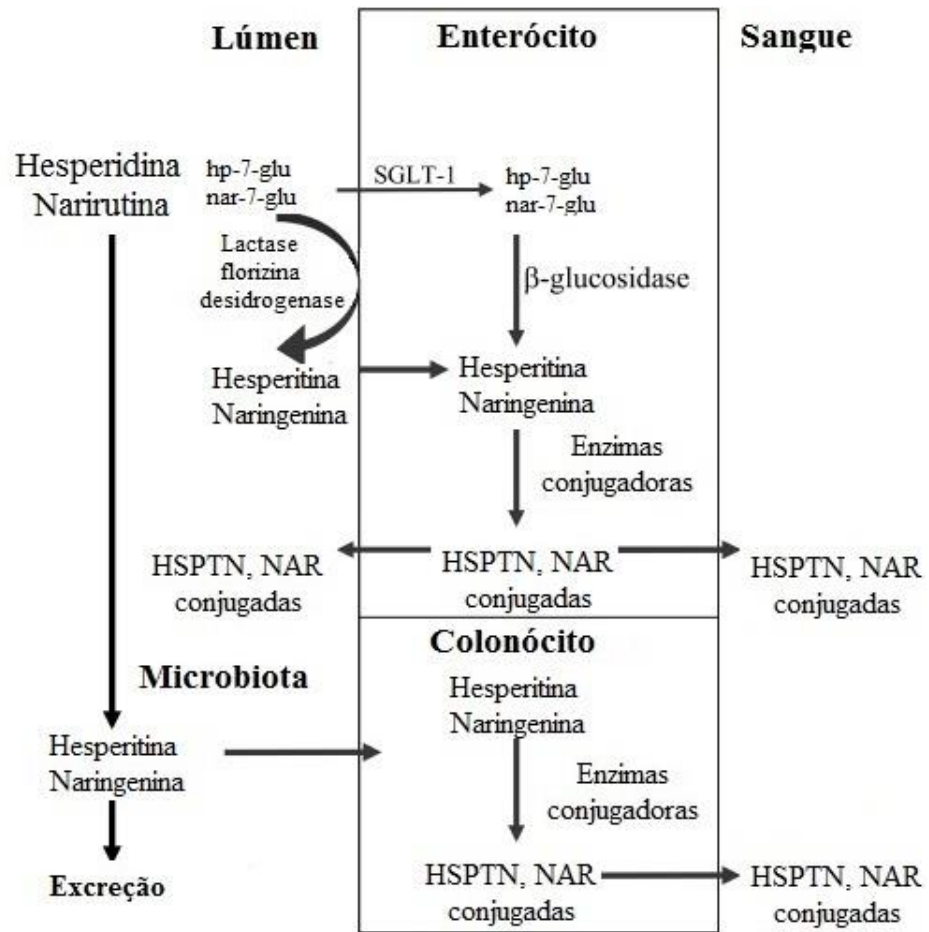 Lúmen
Enterócito
Sangue
Hesperidina
Narirutina
hp-7-glu
nar-7-glu
SGLT-1
hp-7-glu
nar-7-glu
Lactase
florizina
desidrogenase
β-glucosidase
Hesperitina
Naringenina
Hesperitina
Naringenina
Enzimas
conjugadoras
HSPTN, NAR
conjugadas
HSPTN, NAR
conjugadas
HSPTN, NAR
conjugadas
Colonócito
Microbiota
Hesperitina
Naringenina
Hesperitina
Naringenina
Enzimas
conjugadoras
Excreção
HSPTN, NAR
conjugadas
HSPTN, NAR
conjugadas